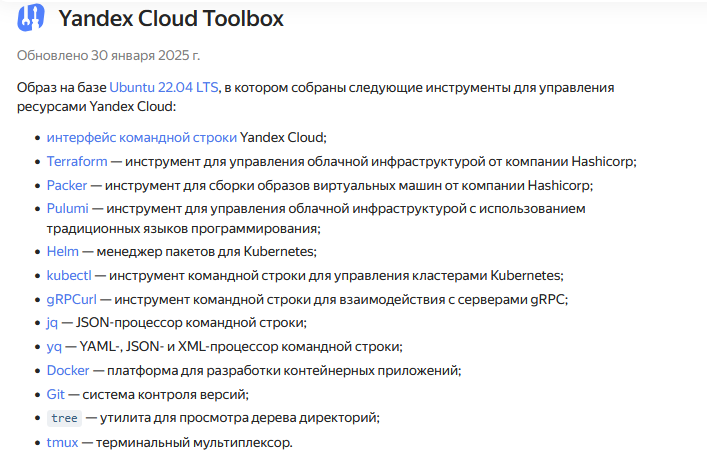 Yandex Cloud Toolbox
Обновлено 30 января 2025 г.
Образ на базе Ubuntu 22.04 LTS, в котором собраны следующие инструменты для управления
ресурсами Yandex Cloud:
• интерфейс командной строки Yandex Cloud;
• Terraform — инструмент для управления облачной инфраструктурой от компании Hashicorp;
• Packer — инструмент для сборки образов виртуальных машин от компании Hashicorp;
• Pulumi — инструмент для управления облачной инфраструктурой с использованием
традиционных языков программирования;
• Helm — менеджер пакетов для Kubernetes;
• kubectl — инструмент командной строки для управления кластерами Kubernetes;
• gRPCurl — инструмент командной строки для взаимодействия с серверами gRPC;
• jq — JSON-процессор командной строки;
• yq — YAML-, JSON- и XML-процессор командной строки;
• Docker — платформа для разработки контейнерных приложений;
• Git — система контроля версий;
• tree — утилита для просмотра дерева директорий;
• tmux — терминальный мультиплексор.